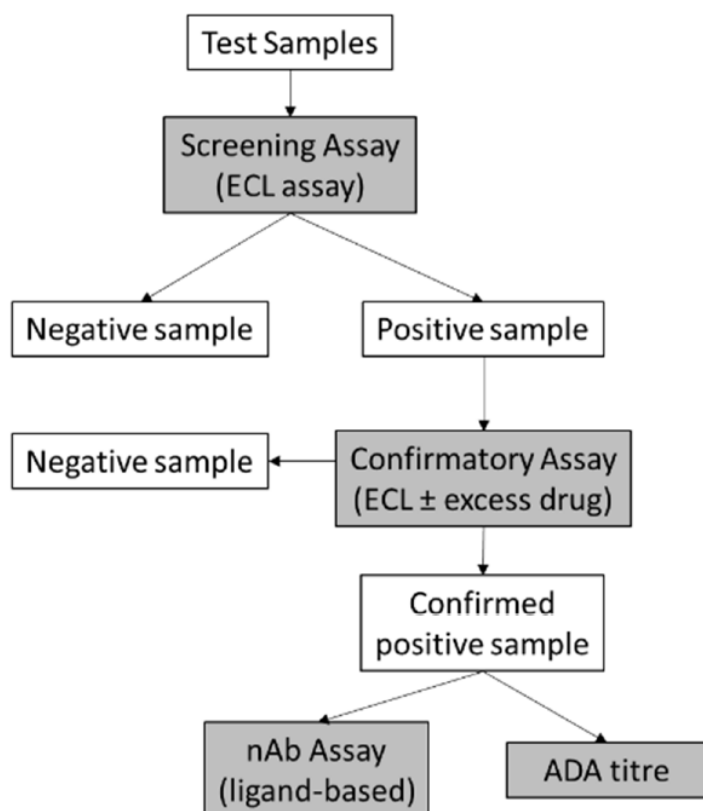 Test Samples
Screening Assay
(ECL assay)
Negative sample
Positive sample
Negative sample
Confirmatory Assay
(ECL ± excess drug)
Confirmed
positive sample
nAb Assay
(ligand-based)
ADA titre